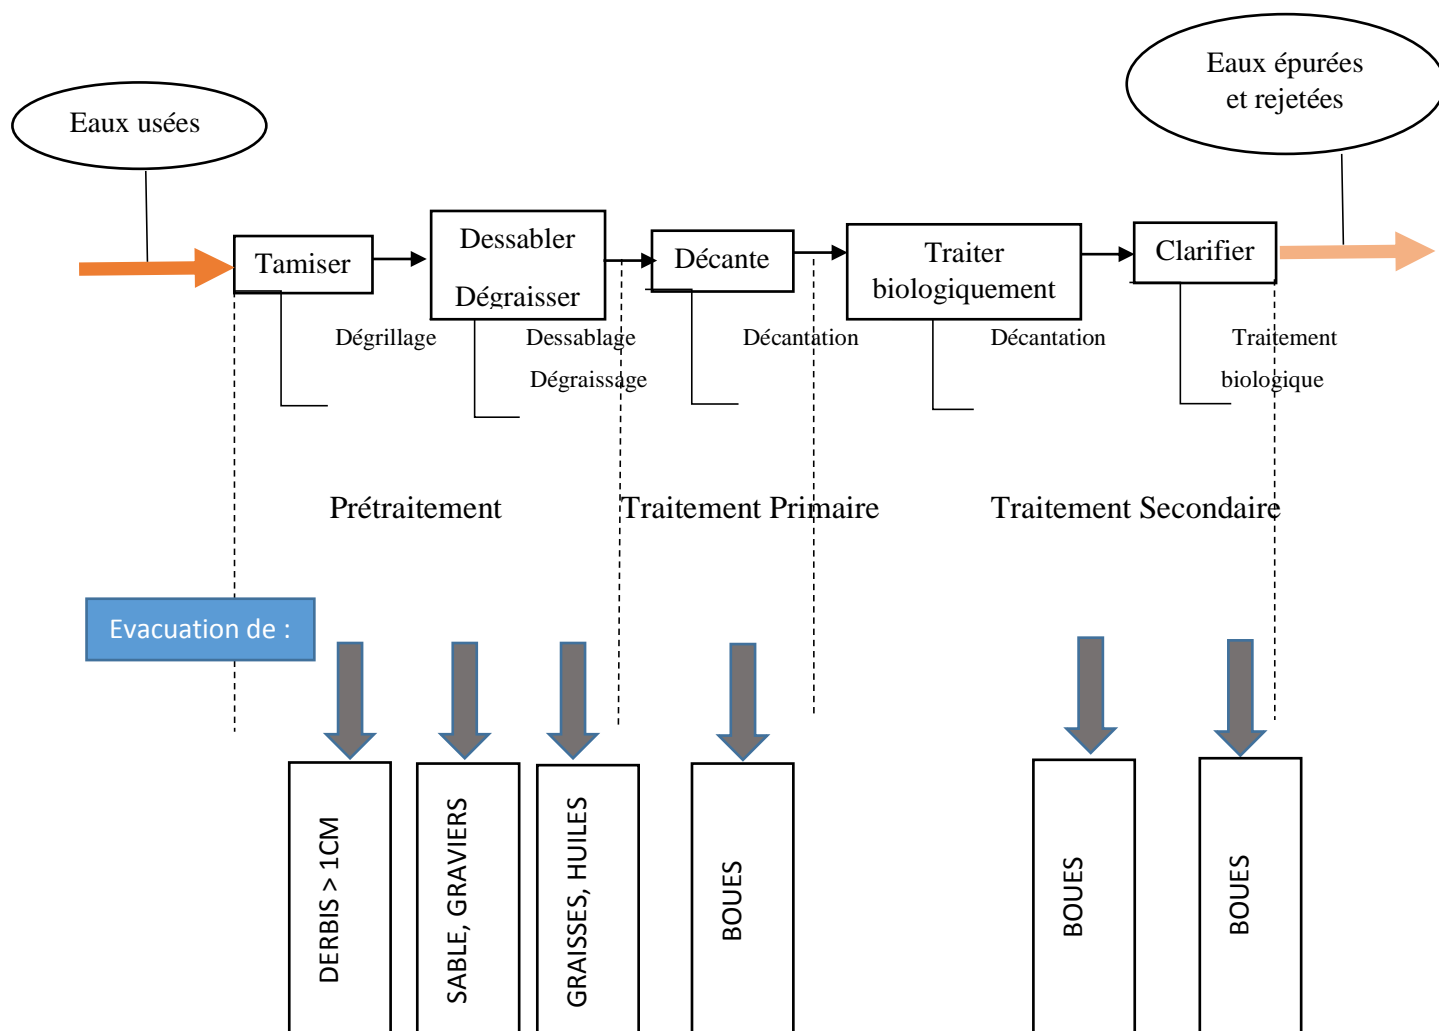 Eaux usées
Eaux épurées
et rejetées
Tamiser
Dessabler
Dégraisser
Décante
Traiter
biologiquement
Clarifier
Dégrillage
Dessablage
Dégraissage
Décantation
Décantation
Traitement
biologique
Prétraitement
Traitement Primaire
Traitement Secondaire
Evacuation de :
DERBIS > 1CM
SABLE, GRAVIERS
GRAISSES, HUILES
BOUES
BOUES
BOUES